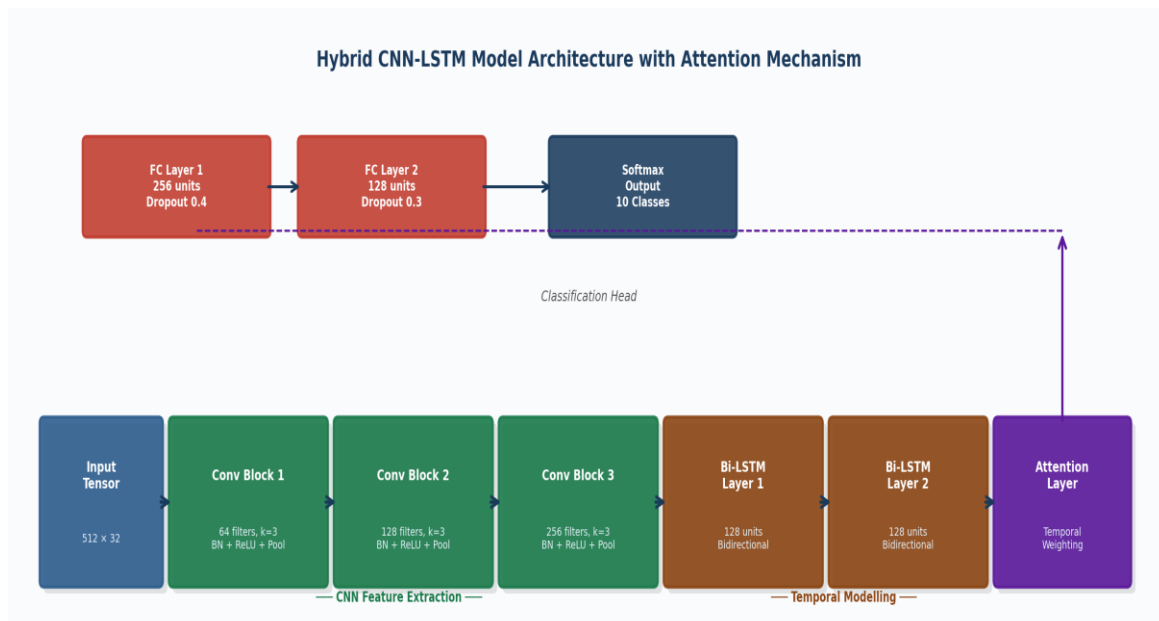 Hybrid CNN-LSTM Model Architecture with Attention Mechanism
FC Layer 1
256 units
Dropout 0.4
FC Layer 2
128 units
Dropout 0.3
Softmax
Output
10 Classes
Classification Head
Input
Tensor
512 × 32
Conv Block 1
64 filters, k=3
BN + ReLU + Pool
Conv Block 2
128 filters, k=3
BN + ReLU + Pool
Conv Block 3
256 filters, k=3
BN + ReLU + Pool
Bi-LSTM
Layer 1
128 units
Bidirectional
Bi-LSTM
Layer 2
128 units
Bidirectional
Attention
Layer
Temporal
Weighting
── CNN Feature Extraction ──
── Temporal Modelling ──